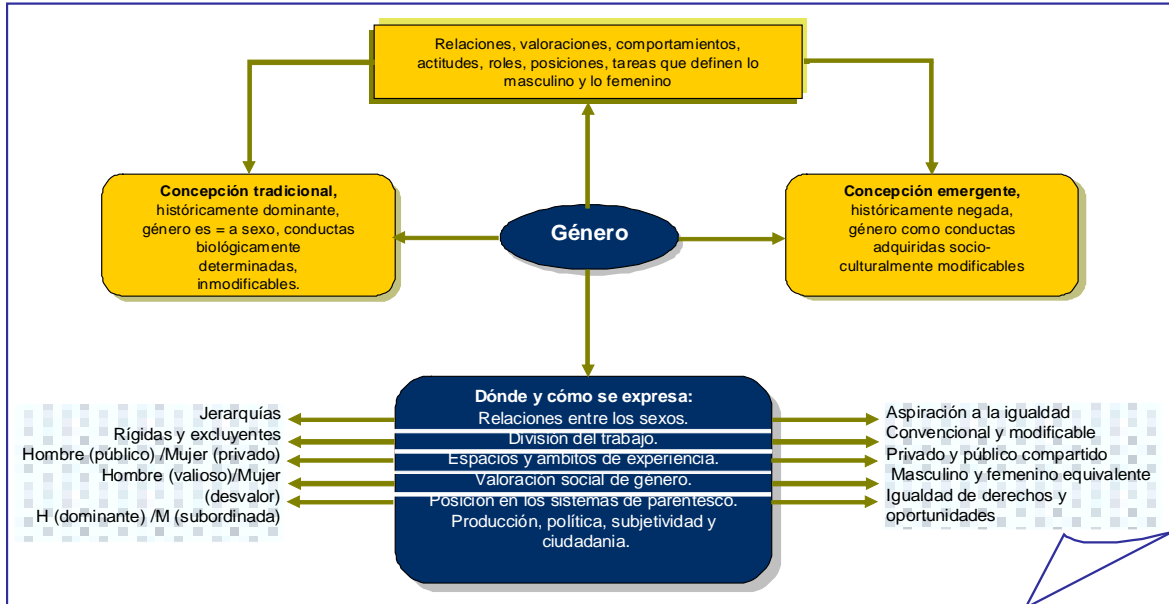 Relaciones, valoraciones, comportamientos,
actitudes, roles, posiciones, tareas que definen lo
masculino y lo femenino
Concepción tradicional,
históricamente dominante,
género es = a sexo, conductas
biológicamente
determinadas,
inmodificables.
Género
Concepción emergente,
históricamente negada,
género como conductas
adquiridas socio-
culturalmente modificables
Dónde y cómo se expresa:
Relaciones entre los sexos.
División del trabajo.
Espacios y ambitos de experiencia.
Valoración social de género.
Posición en los sistemas de parentesco.
Producción, política, subjetividad y
ciudadania.
Jerarquías
Rígidas y excluyentes
Hombre (público) /Mujer (privado)
Hombre (valioso)/Mujer
(desvalor)
H (dominante) /M (subordinada)
Aspiración a la igualdad
Convencional y modificable
Privado y público compartido
Masculino y femenino equivalente
Igualdad de derechos y
oportunidades